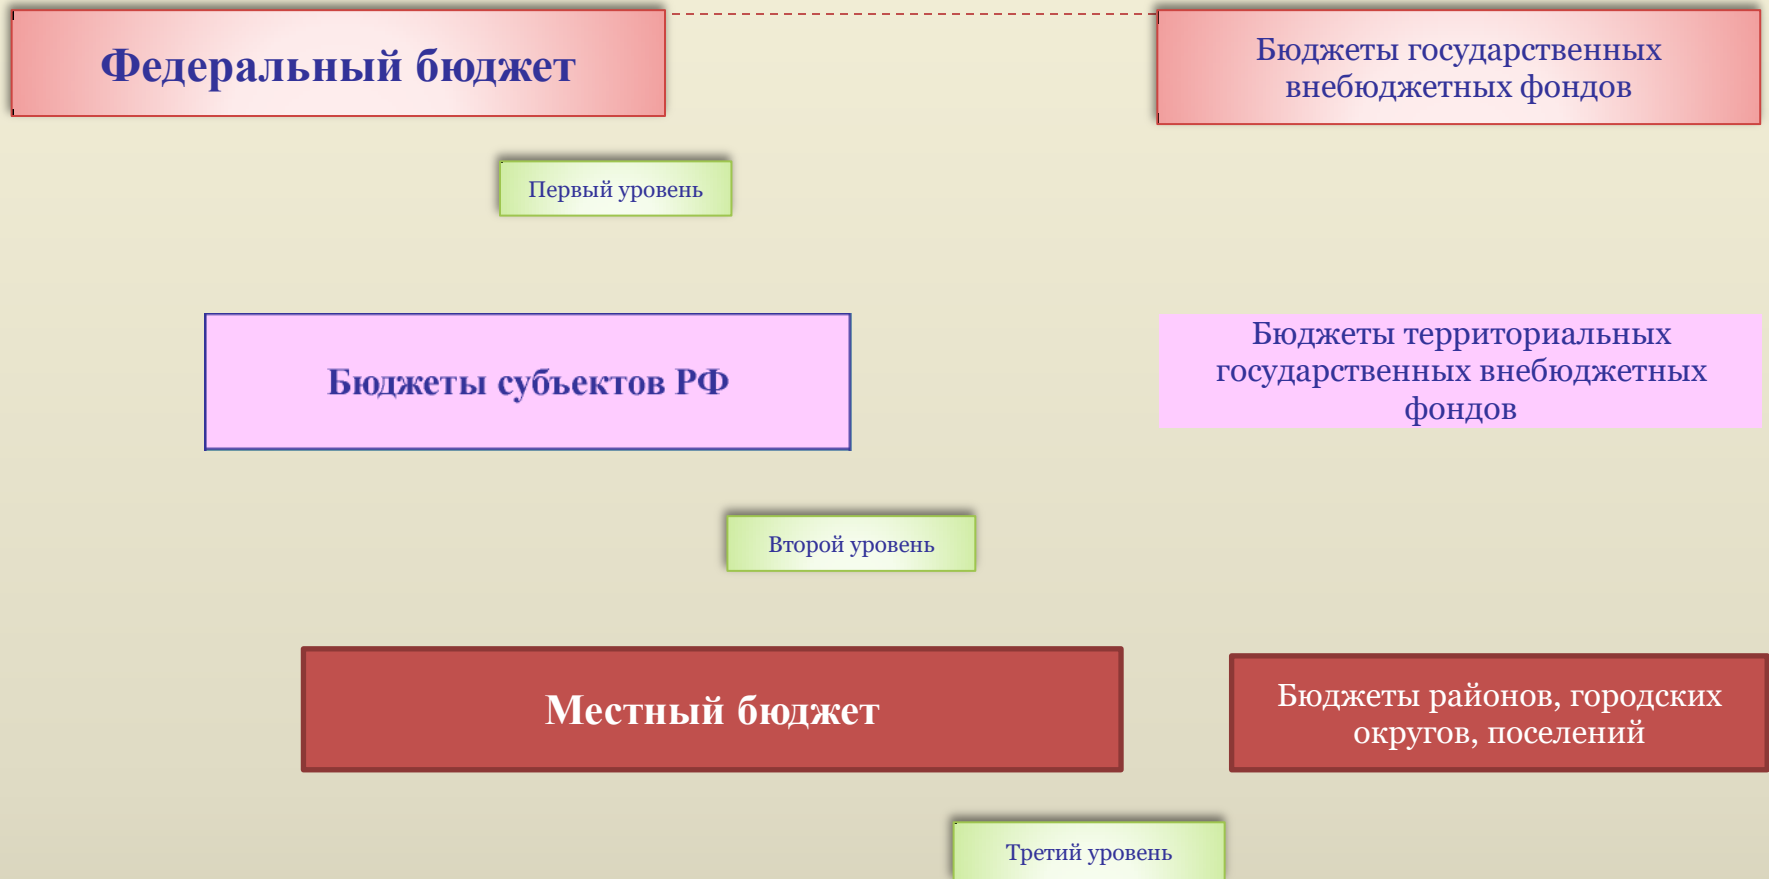 Федеральный бюджет
Бюджеты государственных
внебюджетных фондов
Первый уровень
Бюджеты субъектов РФ
Бюджеты территориальных
государственных внебюджетных
фондов
Второй уровень
Местный бюджет
Бюджеты районов, городских
округов, поселений
Третий уровень